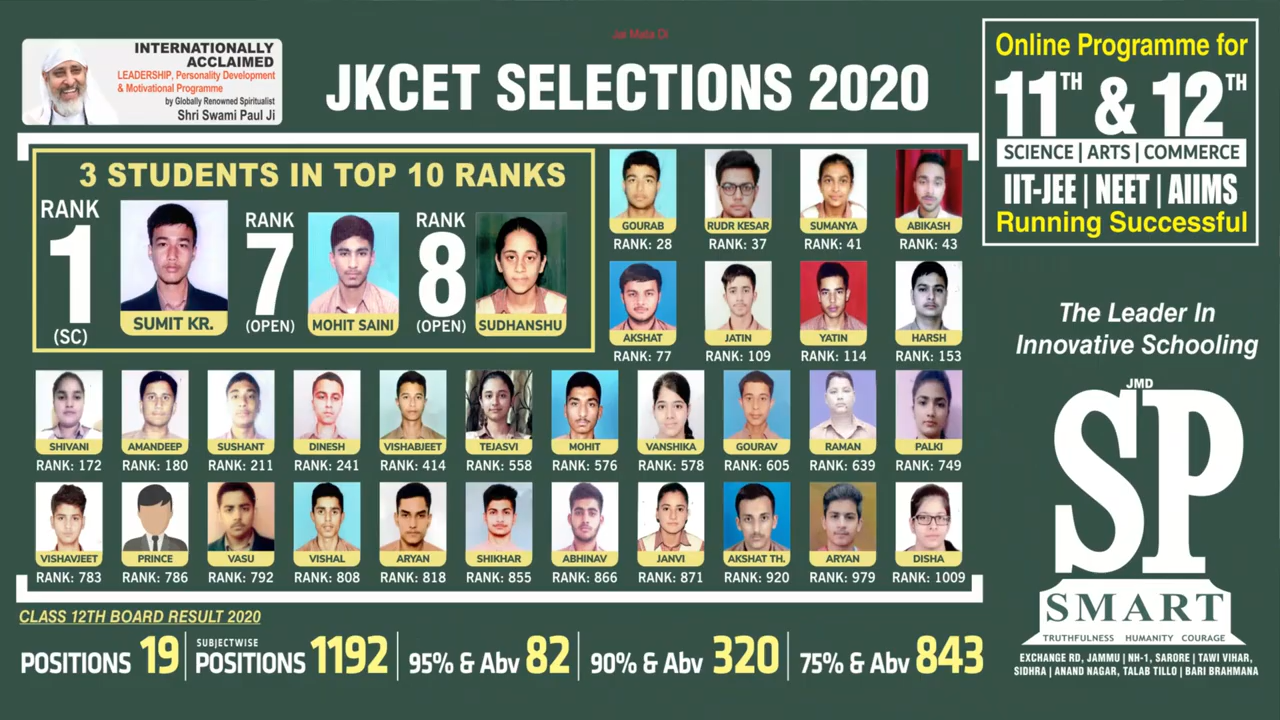 Jai Mata Di
INTERNATIONALLY
ACCLAIMED
LEADERSHIP, Personality Development
& Motivational Programme
by Globally Renowned Spiritualist
Shri Swami Paul Ji
JKCET SELECTIONS 2020
3 STUDENTS IN TOP 10 RANKS
RANK
1
(SC)
SUMIT KR.
RANK
7
(OPEN)
MOHIT SAINI
RANK
8
(OPEN)
SUDHANSHU
GOURAB RUDR KESAR SUMANYA ABIKASH
RANK: 28 RANK: 37 RANK: 41 RANK: 43
AKSHAT JATIN YATIN HARSH
RANK: 77 RANK: 109 RANK: 114 RANK: 153
SHIVANI AMANDEEP SUSHANT DINESH VISHABJEET TEJASVI MOHIT VANSHIKA GOURAV RAMAN PALKI
RANK: 172 RANK: 180 RANK: 211 RANK: 241 RANK: 414 RANK: 558 RANK: 576 RANK: 578 RANK: 605 RANK: 639 RANK: 749
VISHAVJEET PRINCE VASU VISHAL ARYAN SHIKHAR ABHINAV JANVI AKSHAT TH. ARYAN DISHA
RANK: 783 RANK: 786 RANK: 792 RANK: 808 RANK: 818 RANK: 855 RANK: 866 RANK: 871 RANK: 920 RANK: 979 RANK: 1009
CLASS 12TH BOARD RESULT 2020
POSITIONS 19 SUBJECTWISE POSITIONS 1192 95% & Abv 82 90% & Abv 320 75% & Abv 843
Online Programme for
11TH & 12TH
SCIENCE | ARTS | COMMERCE
IIT-JEE | NEET | AIIMS
Running Successful
The Leader In
Innovative Schooling
JMD
SP
SMART
TRUTHFULNESS HUMANITY COURAGE
EXCHANGE RD, JAMMU | NH-1, SARORE | TAWI VIHAR,
SIDHRA | ANAND NAGAR, TALAB TILLO | BARI BRAHMANA